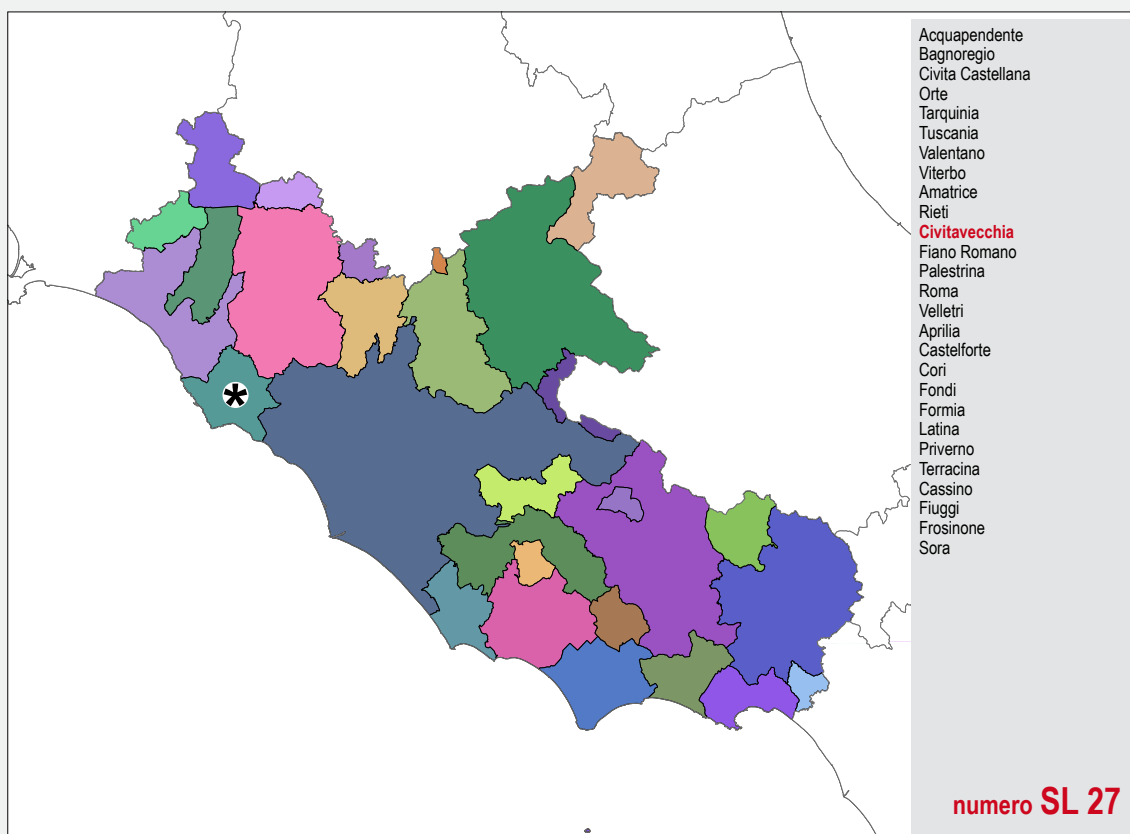 Acquapendente
Bagnoregio
Civita Castellana
Orte
Tarquinia
Tuscania
Valentano
Viterbo
Amatrice
Rieti
Civitavecchia
Fiano Romano
Palestrina
Roma
Velletri
Aprilia
Castelforte
Cori
Fondi
Formia
Latina
Priverno
Terracina
Cassino
Fiuggi
Frosinone
Sora
*
numero SL 27